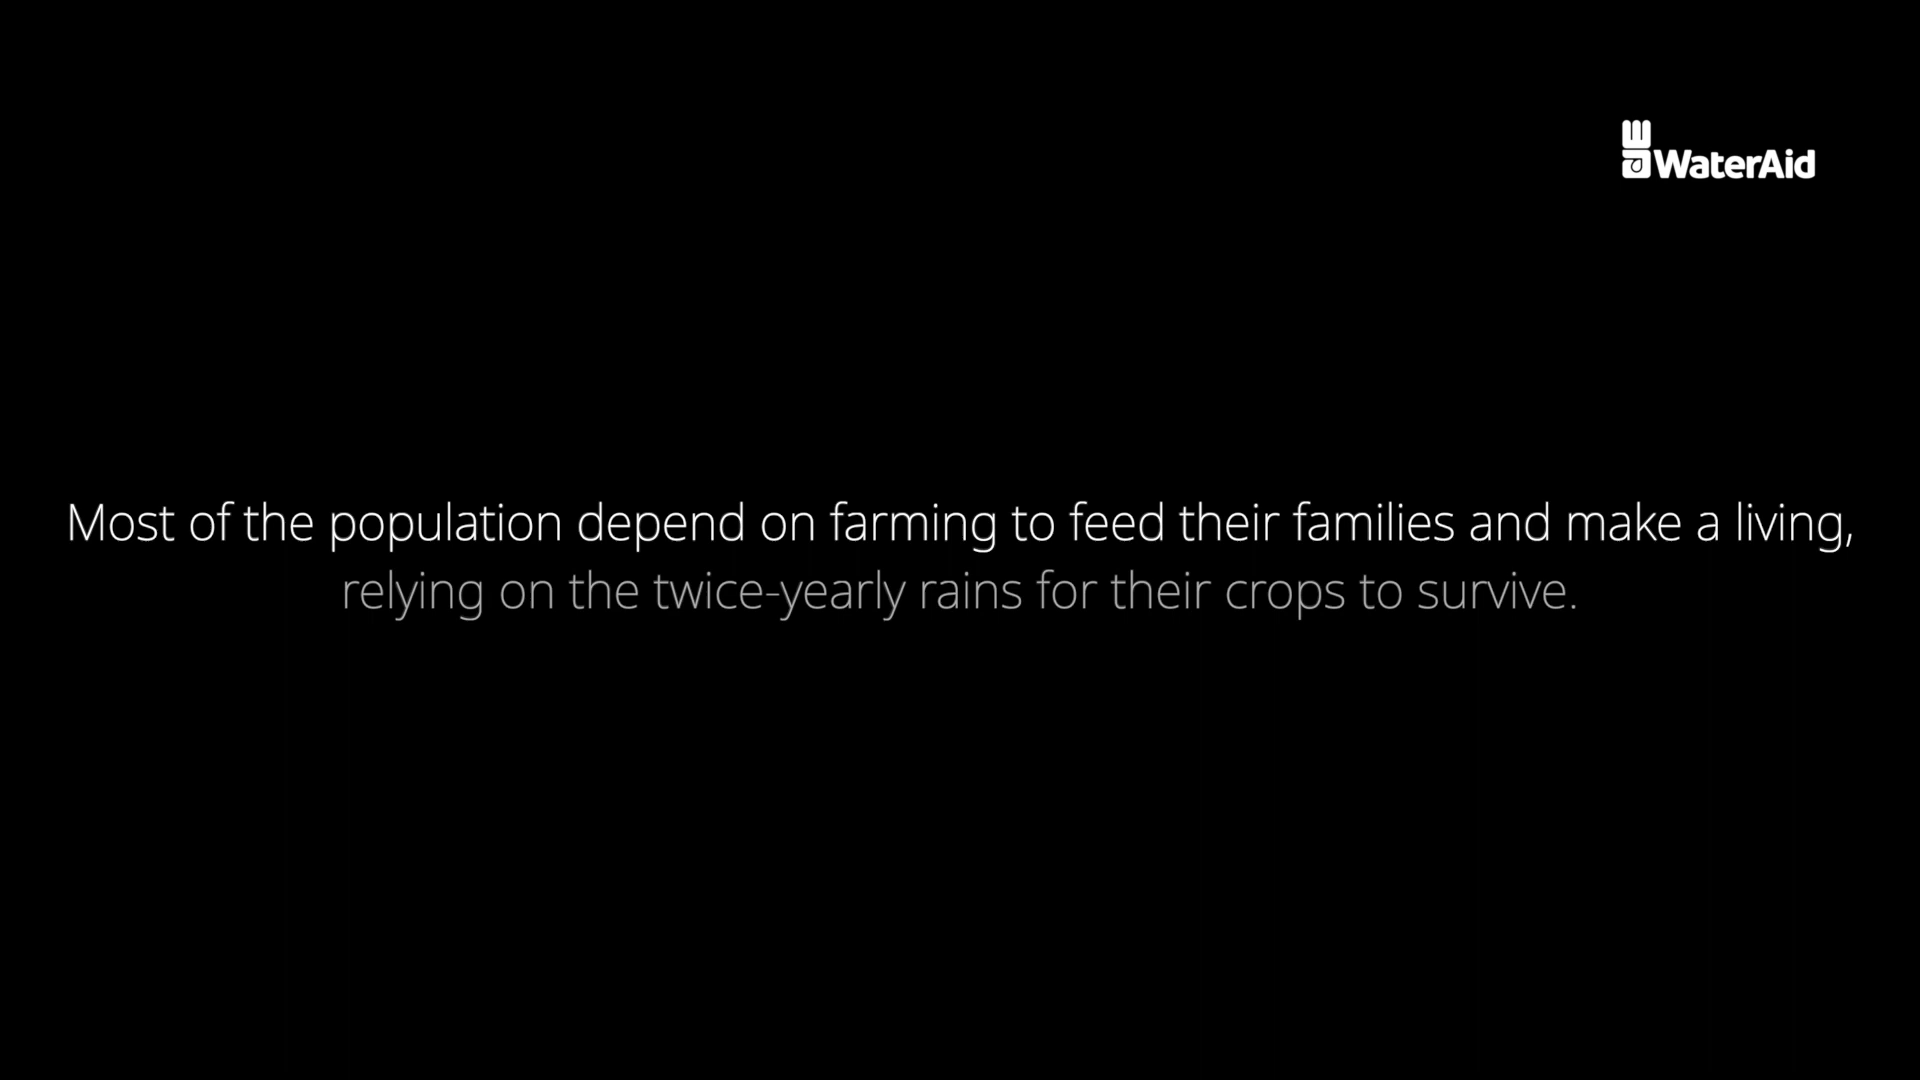 WaterAid
Most of the population depend on farming to feed their families and make a living,
relying on the twice-yearly rains for their crops to survive.